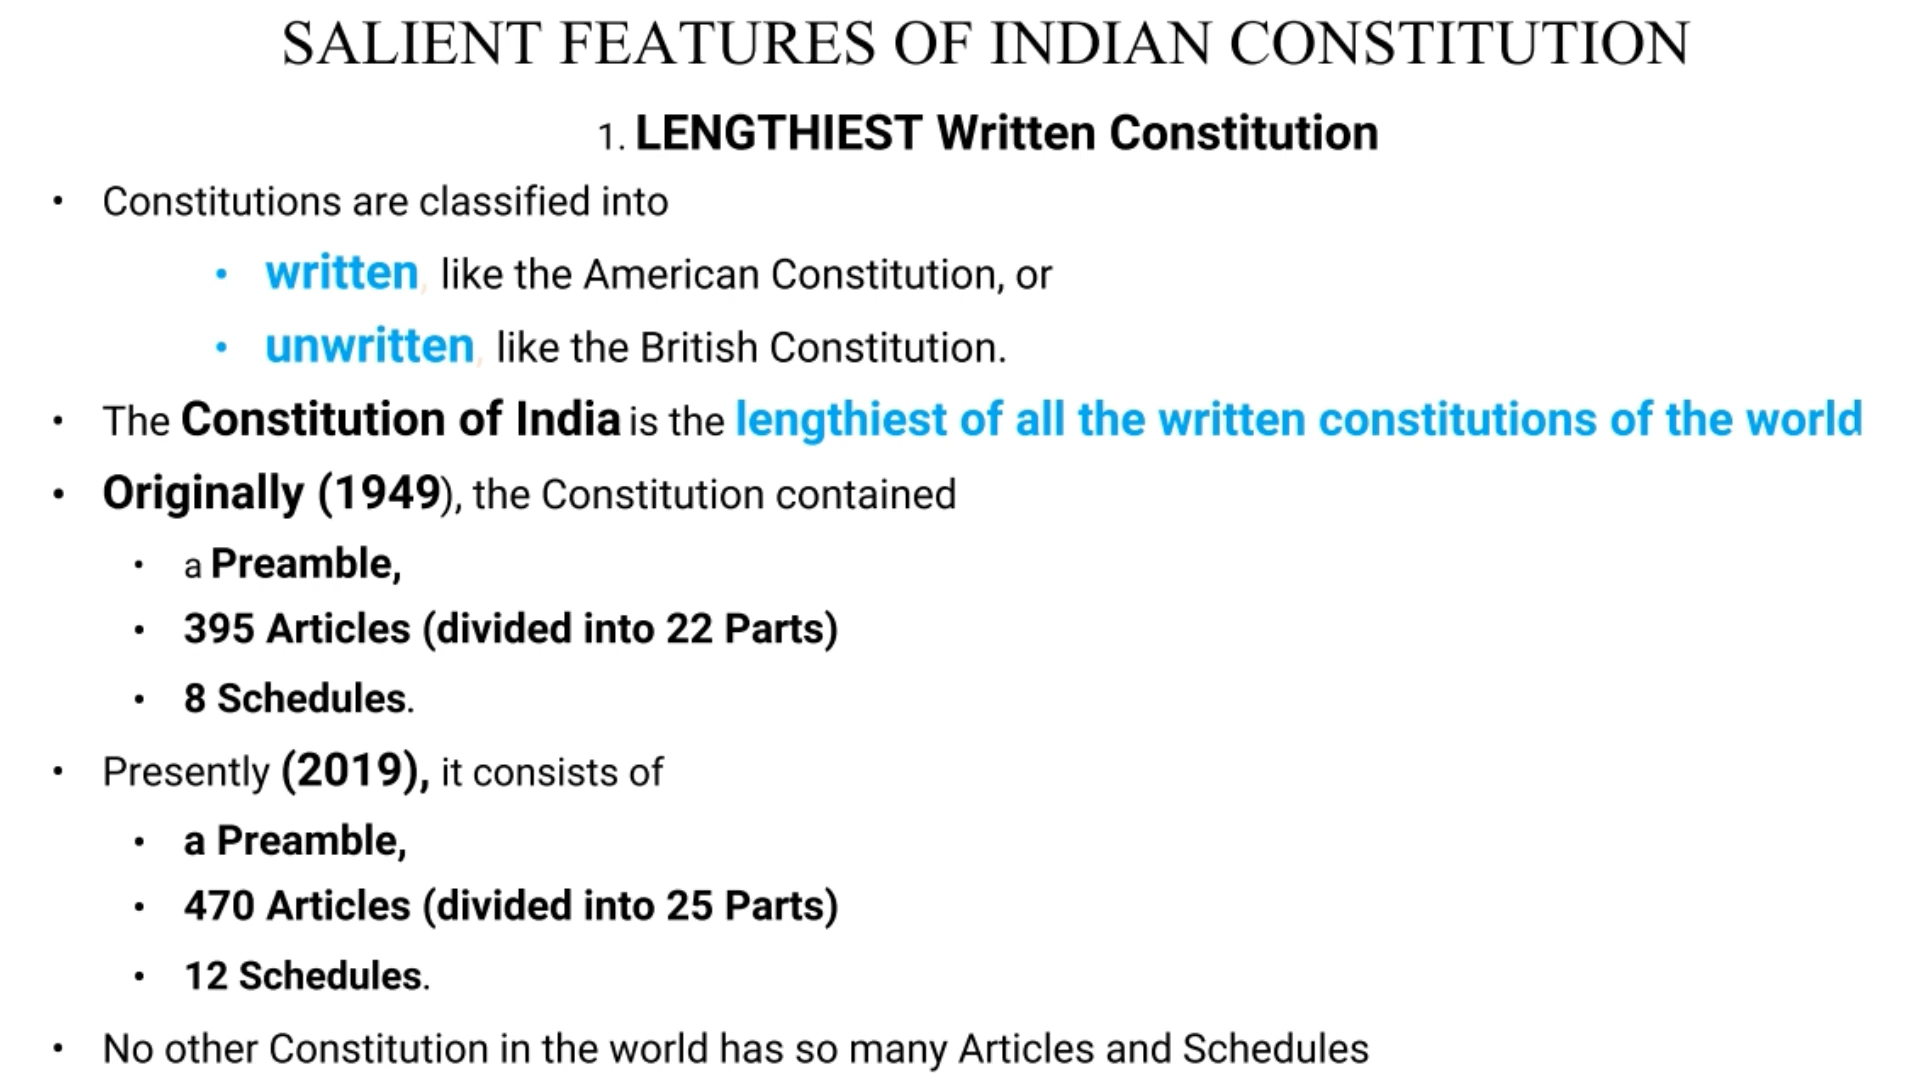 SALIENT FEATURES OF INDIAN CONSTITUTION
1. LENGTHIEST Written Constitution
• Constitutions are classified into
• written, like the American Constitution, or
• unwritten, like the British Constitution.
• The Constitution of India is the lengthiest of all the written constitutions of the world
• Originally (1949), the Constitution contained
• a Preamble,
• 395 Articles (divided into 22 Parts)
• 8 Schedules.
• Presently (2019), it consists of
• a Preamble,
• 470 Articles (divided into 25 Parts)
• 12 Schedules.
• No other Constitution in the world has so many Articles and Schedules